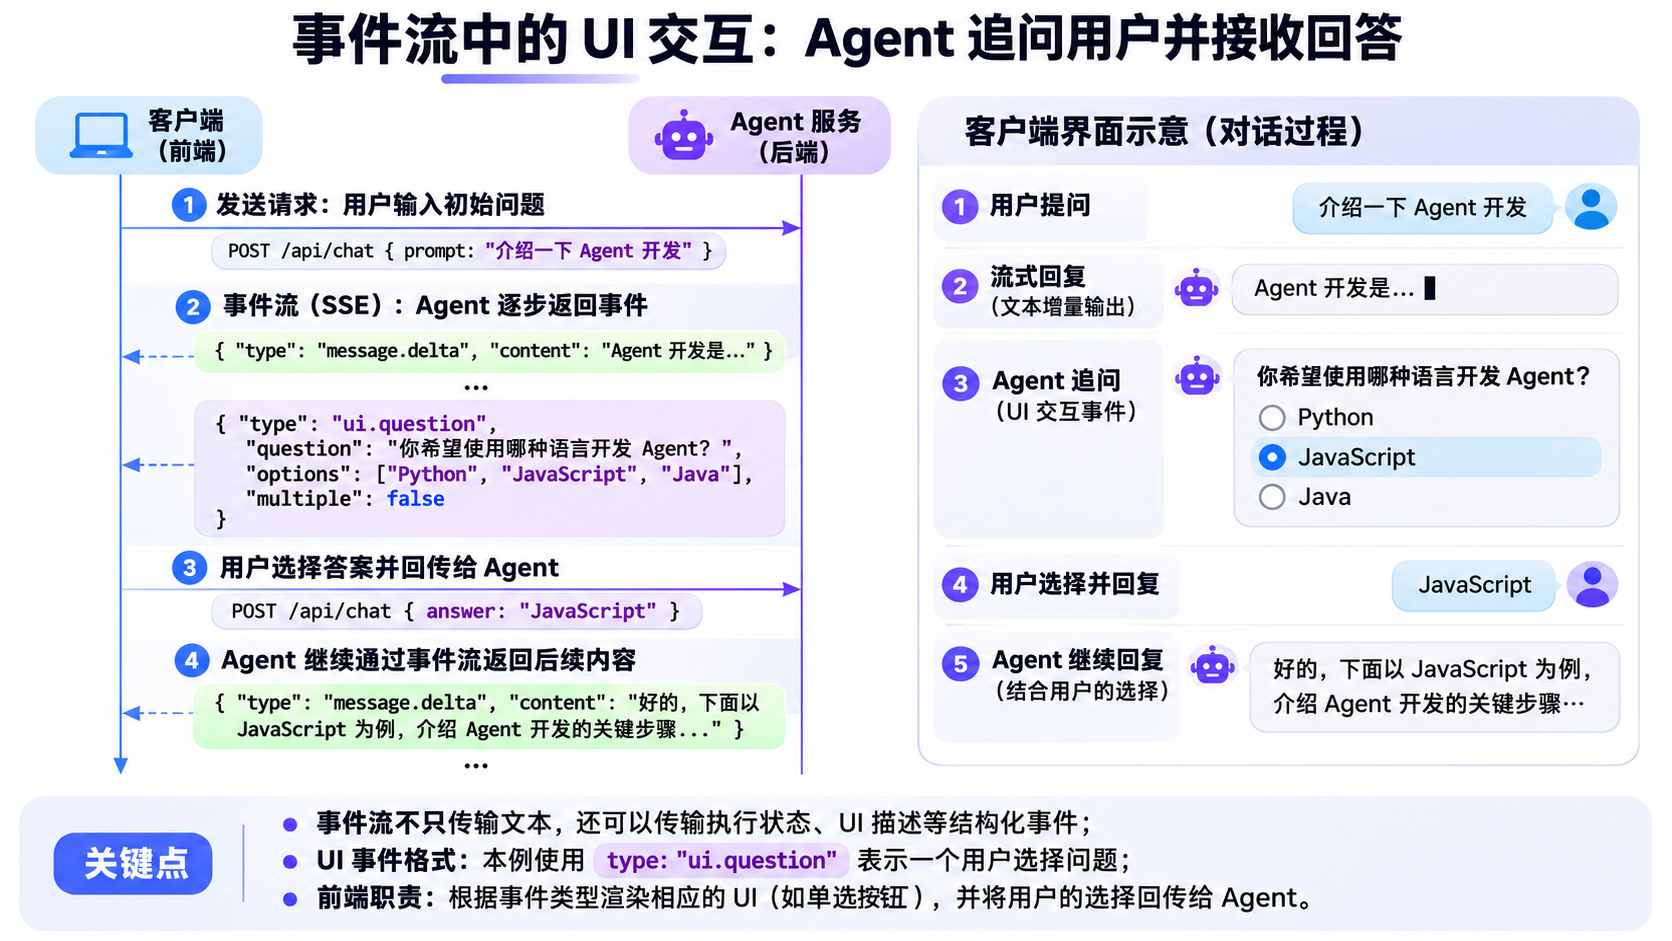 事件流中的 UI 交互：Agent 追问用户并接收回答
客户端
（前端）
Agent 服务
（后端）
1 发送请求：用户输入初始问题
POST /api/chat { prompt: "介绍一下 Agent 开发" }
2 事件流（SSE）：Agent 逐步返回事件
{ "type": "message.delta", "content": "Agent 开发是..." }
...
{ "type": "ui.question",
"question": "你希望使用哪种语言开发 Agent？",
"options": ["Python", "JavaScript", "Java"],
"multiple": false
}
3 用户选择答案并回传给 Agent
POST /api/chat { answer: "JavaScript" }
4 Agent 继续通过事件流返回后续内容
{ "type": "message.delta", "content": "好的，下面以
JavaScript 为例，介绍 Agent 开发的关键步骤..." }
...
客户端界面示意（对话过程）
1 用户提问
介绍一下 Agent 开发
2 流式回复
（文本增量输出）
Agent 开发是...
3 Agent 追问
（UI 交互事件）
你希望使用哪种语言开发 Agent？
Python
JavaScript
Java
4 用户选择并回复
JavaScript
5 Agent 继续回复
（结合用户的选择）
好的，下面以 JavaScript 为例，
介绍 Agent 开发的关键步骤…
关键点
• 事件流不只传输文本，还可以传输执行状态、UI 描述等结构化事件；
• UI 事件格式：本例使用 type: "ui.question" 表示一个用户选择问题；
• 前端职责：根据事件类型渲染相应的 UI（如单选按钮），并将用户的选择回传给 Agent。